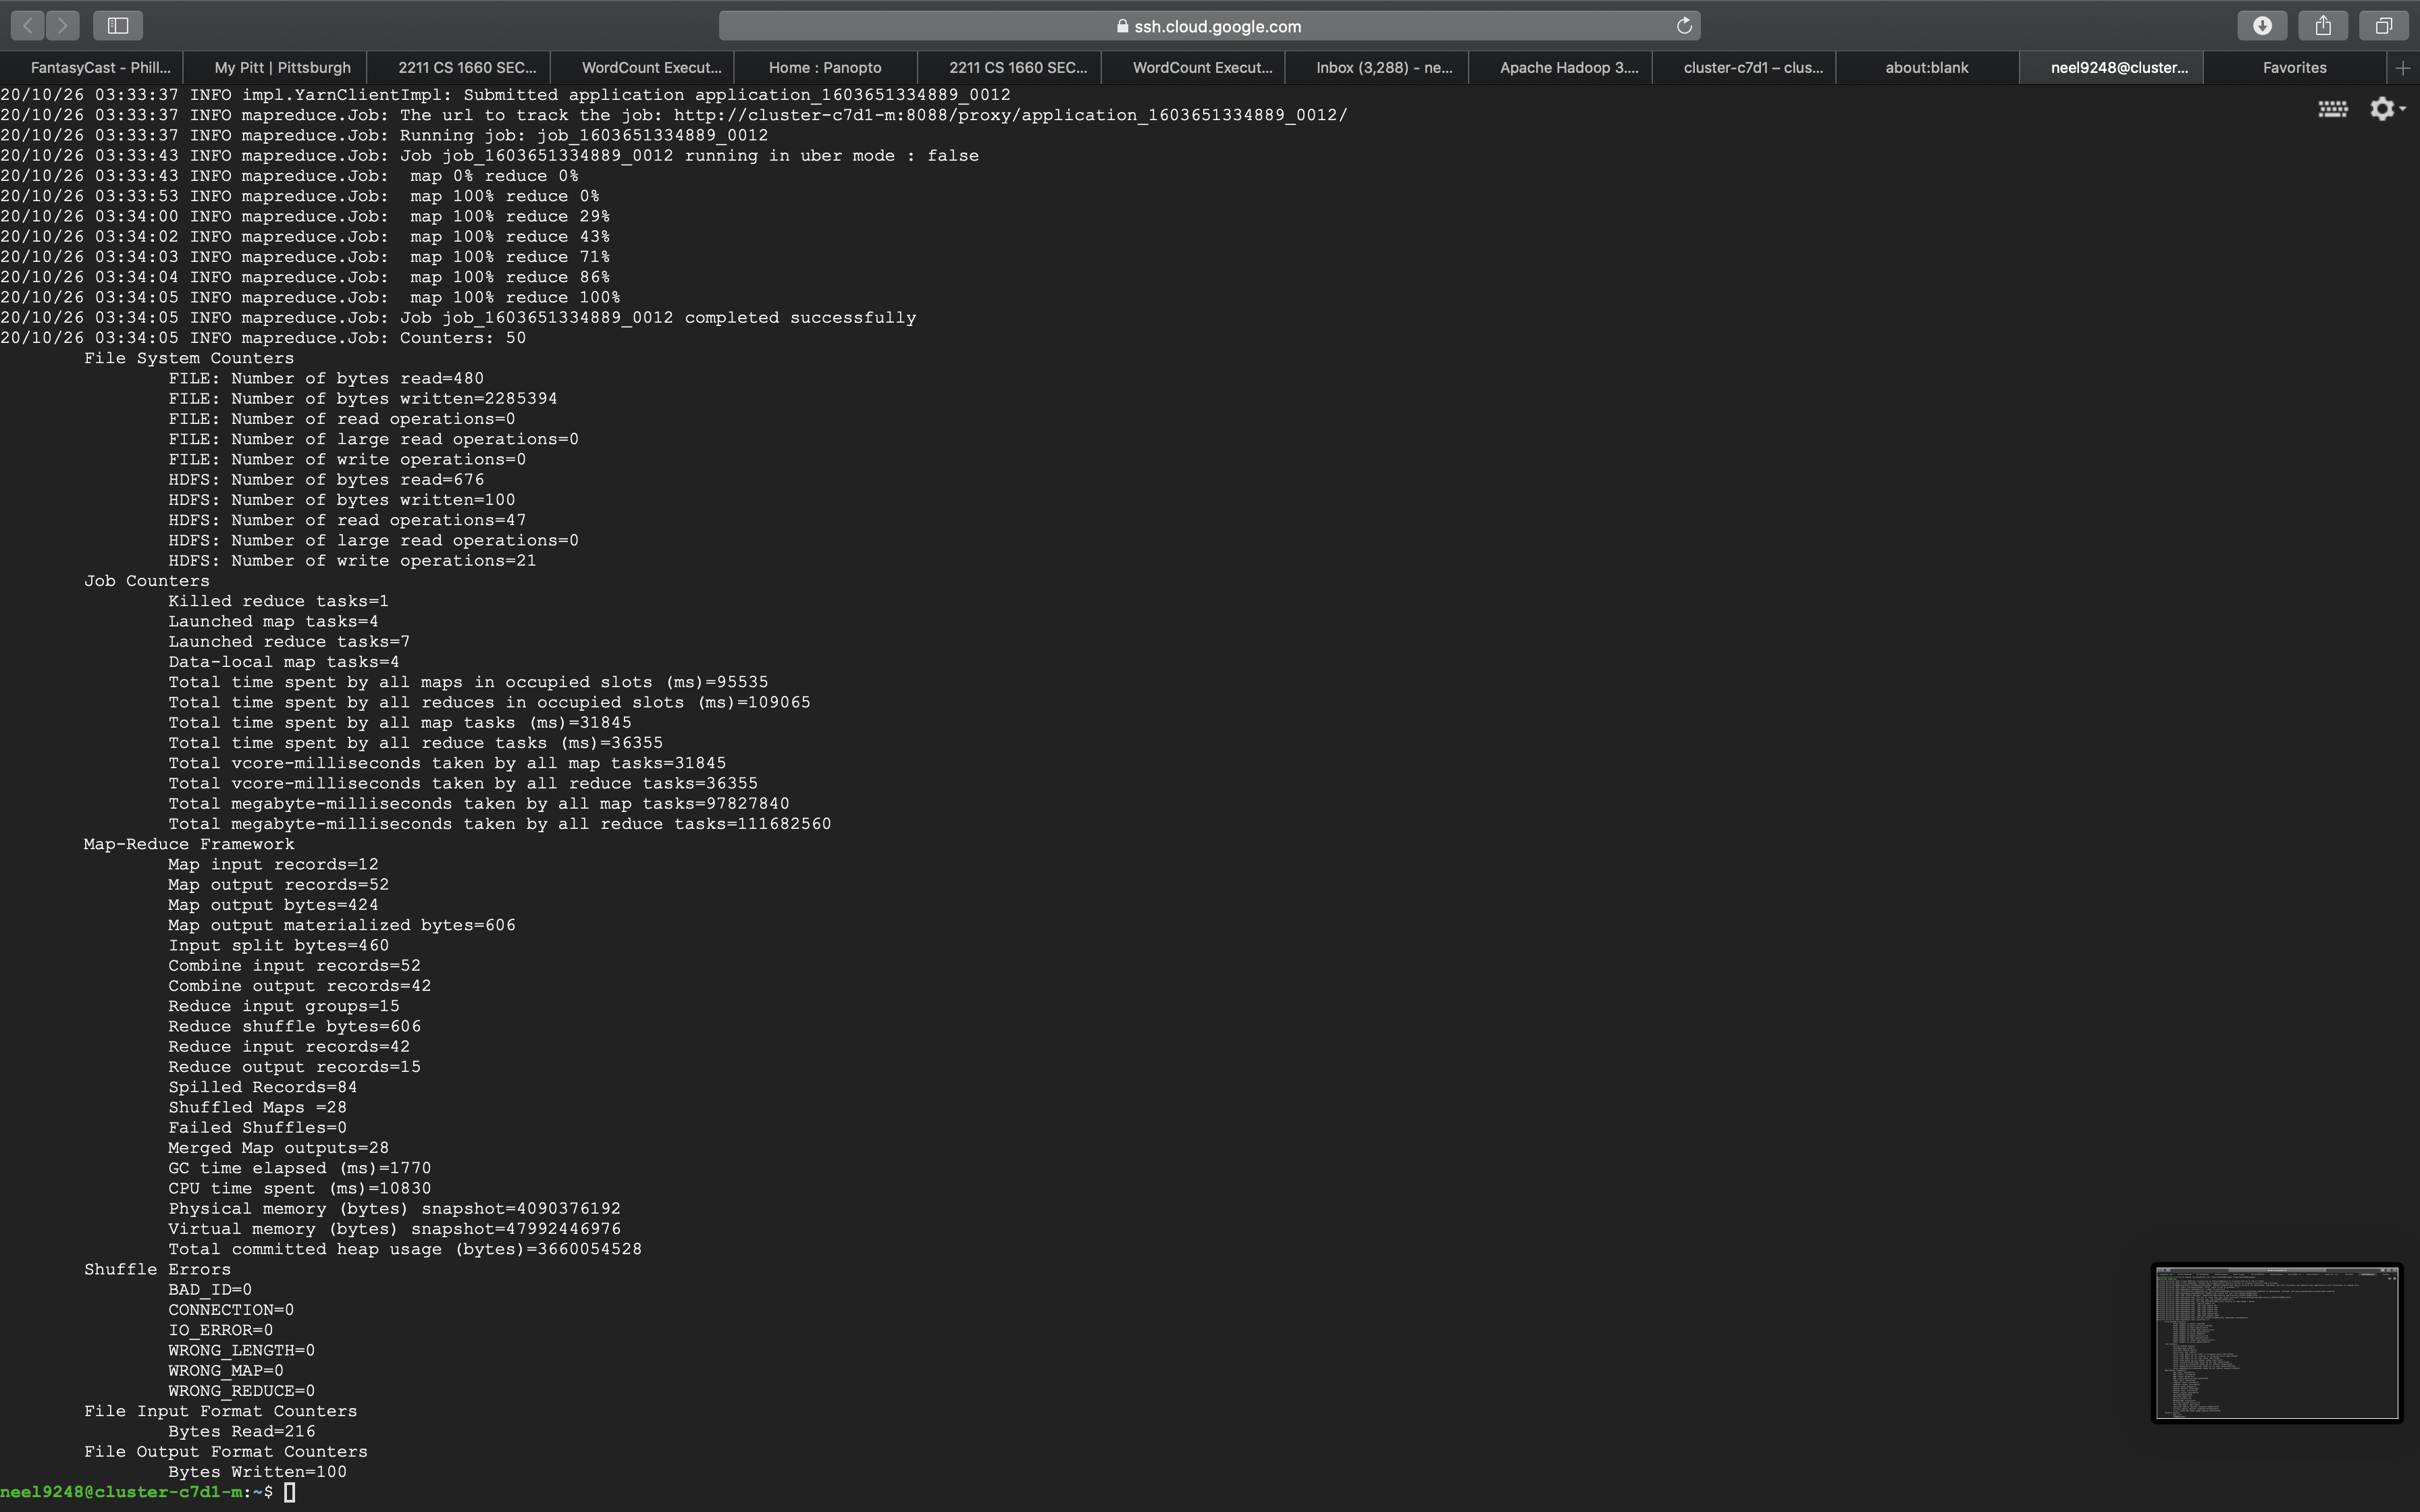 ssh.cloud.google.com
FantasyCast - Phill...
My Pitt | Pittsburgh
2211 CS 1660 SEC...
WordCount Execut...
Home : Panopto
2211 CS 1660 SEC...
WordCount Execut...
Inbox (3,288) - ne...
Apache Hadoop 3....
cluster-c7d1 – clus...
about:blank
neel9248@cluster...
Favorites
20/10/26 03:33:37 INFO impl.YarnClientImpl: Submitted application application_1603651334889_0012
20/10/26 03:33:37 INFO mapreduce.Job: The url to track the job: http://cluster-c7d1-m:8088/proxy/application_1603651334889_0012/
20/10/26 03:33:37 INFO mapreduce.Job: Running job: job_1603651334889_0012
20/10/26 03:33:43 INFO mapreduce.Job: Job job_1603651334889_0012 running in uber mode : false
20/10/26 03:33:43 INFO mapreduce.Job:  map 0% reduce 0%
20/10/26 03:33:53 INFO mapreduce.Job:  map 100% reduce 0%
20/10/26 03:34:00 INFO mapreduce.Job:  map 100% reduce 29%
20/10/26 03:34:02 INFO mapreduce.Job:  map 100% reduce 43%
20/10/26 03:34:03 INFO mapreduce.Job:  map 100% reduce 71%
20/10/26 03:34:04 INFO mapreduce.Job:  map 100% reduce 86%
20/10/26 03:34:05 INFO mapreduce.Job:  map 100% reduce 100%
20/10/26 03:34:05 INFO mapreduce.Job: Job job_1603651334889_0012 completed successfully
20/10/26 03:34:05 INFO mapreduce.Job: Counters: 50
File System Counters
FILE: Number of bytes read=480
FILE: Number of bytes written=2285394
FILE: Number of read operations=0
FILE: Number of large read operations=0
FILE: Number of write operations=0
HDFS: Number of bytes read=676
HDFS: Number of bytes written=100
HDFS: Number of read operations=47
HDFS: Number of large read operations=0
HDFS: Number of write operations=21
Job Counters
Killed reduce tasks=1
Launched map tasks=4
Launched reduce tasks=7
Data-local map tasks=4
Total time spent by all maps in occupied slots (ms)=95535
Total time spent by all reduces in occupied slots (ms)=109065
Total time spent by all map tasks (ms)=31845
Total time spent by all reduce tasks (ms)=36355
Total vcore-milliseconds taken by all map tasks=31845
Total vcore-milliseconds taken by all reduce tasks=36355
Total megabyte-milliseconds taken by all map tasks=97827840
Total megabyte-milliseconds taken by all reduce tasks=111682560
Map-Reduce Framework
Map input records=12
Map output records=52
Map output bytes=424
Map output materialized bytes=606
Input split bytes=460
Combine input records=52
Combine output records=42
Reduce input groups=15
Reduce shuffle bytes=606
Reduce input records=42
Reduce output records=15
Spilled Records=84
Shuffled Maps =28
Failed Shuffles=0
Merged Map outputs=28
GC time elapsed (ms)=1770
CPU time spent (ms)=10830
Physical memory (bytes) snapshot=4090376192
Virtual memory (bytes) snapshot=47992446976
Total committed heap usage (bytes)=3660054528
Shuffle Errors
BAD_ID=0
CONNECTION=0
IO_ERROR=0
WRONG_LENGTH=0
WRONG_MAP=0
WRONG_REDUCE=0
File Input Format Counters
Bytes Read=216
File Output Format Counters
Bytes Written=100
neel9248@cluster-c7d1-m:~$